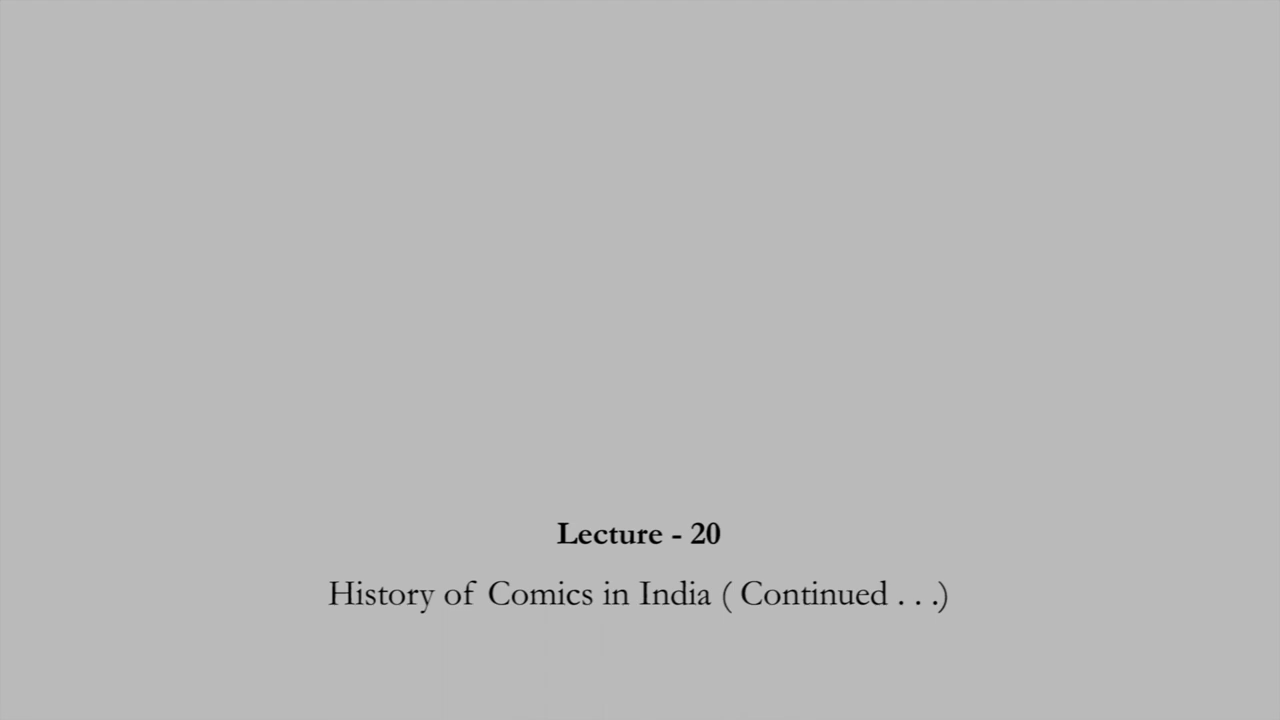 Lecture - 20
History of Comics in India ( Continued . . .)